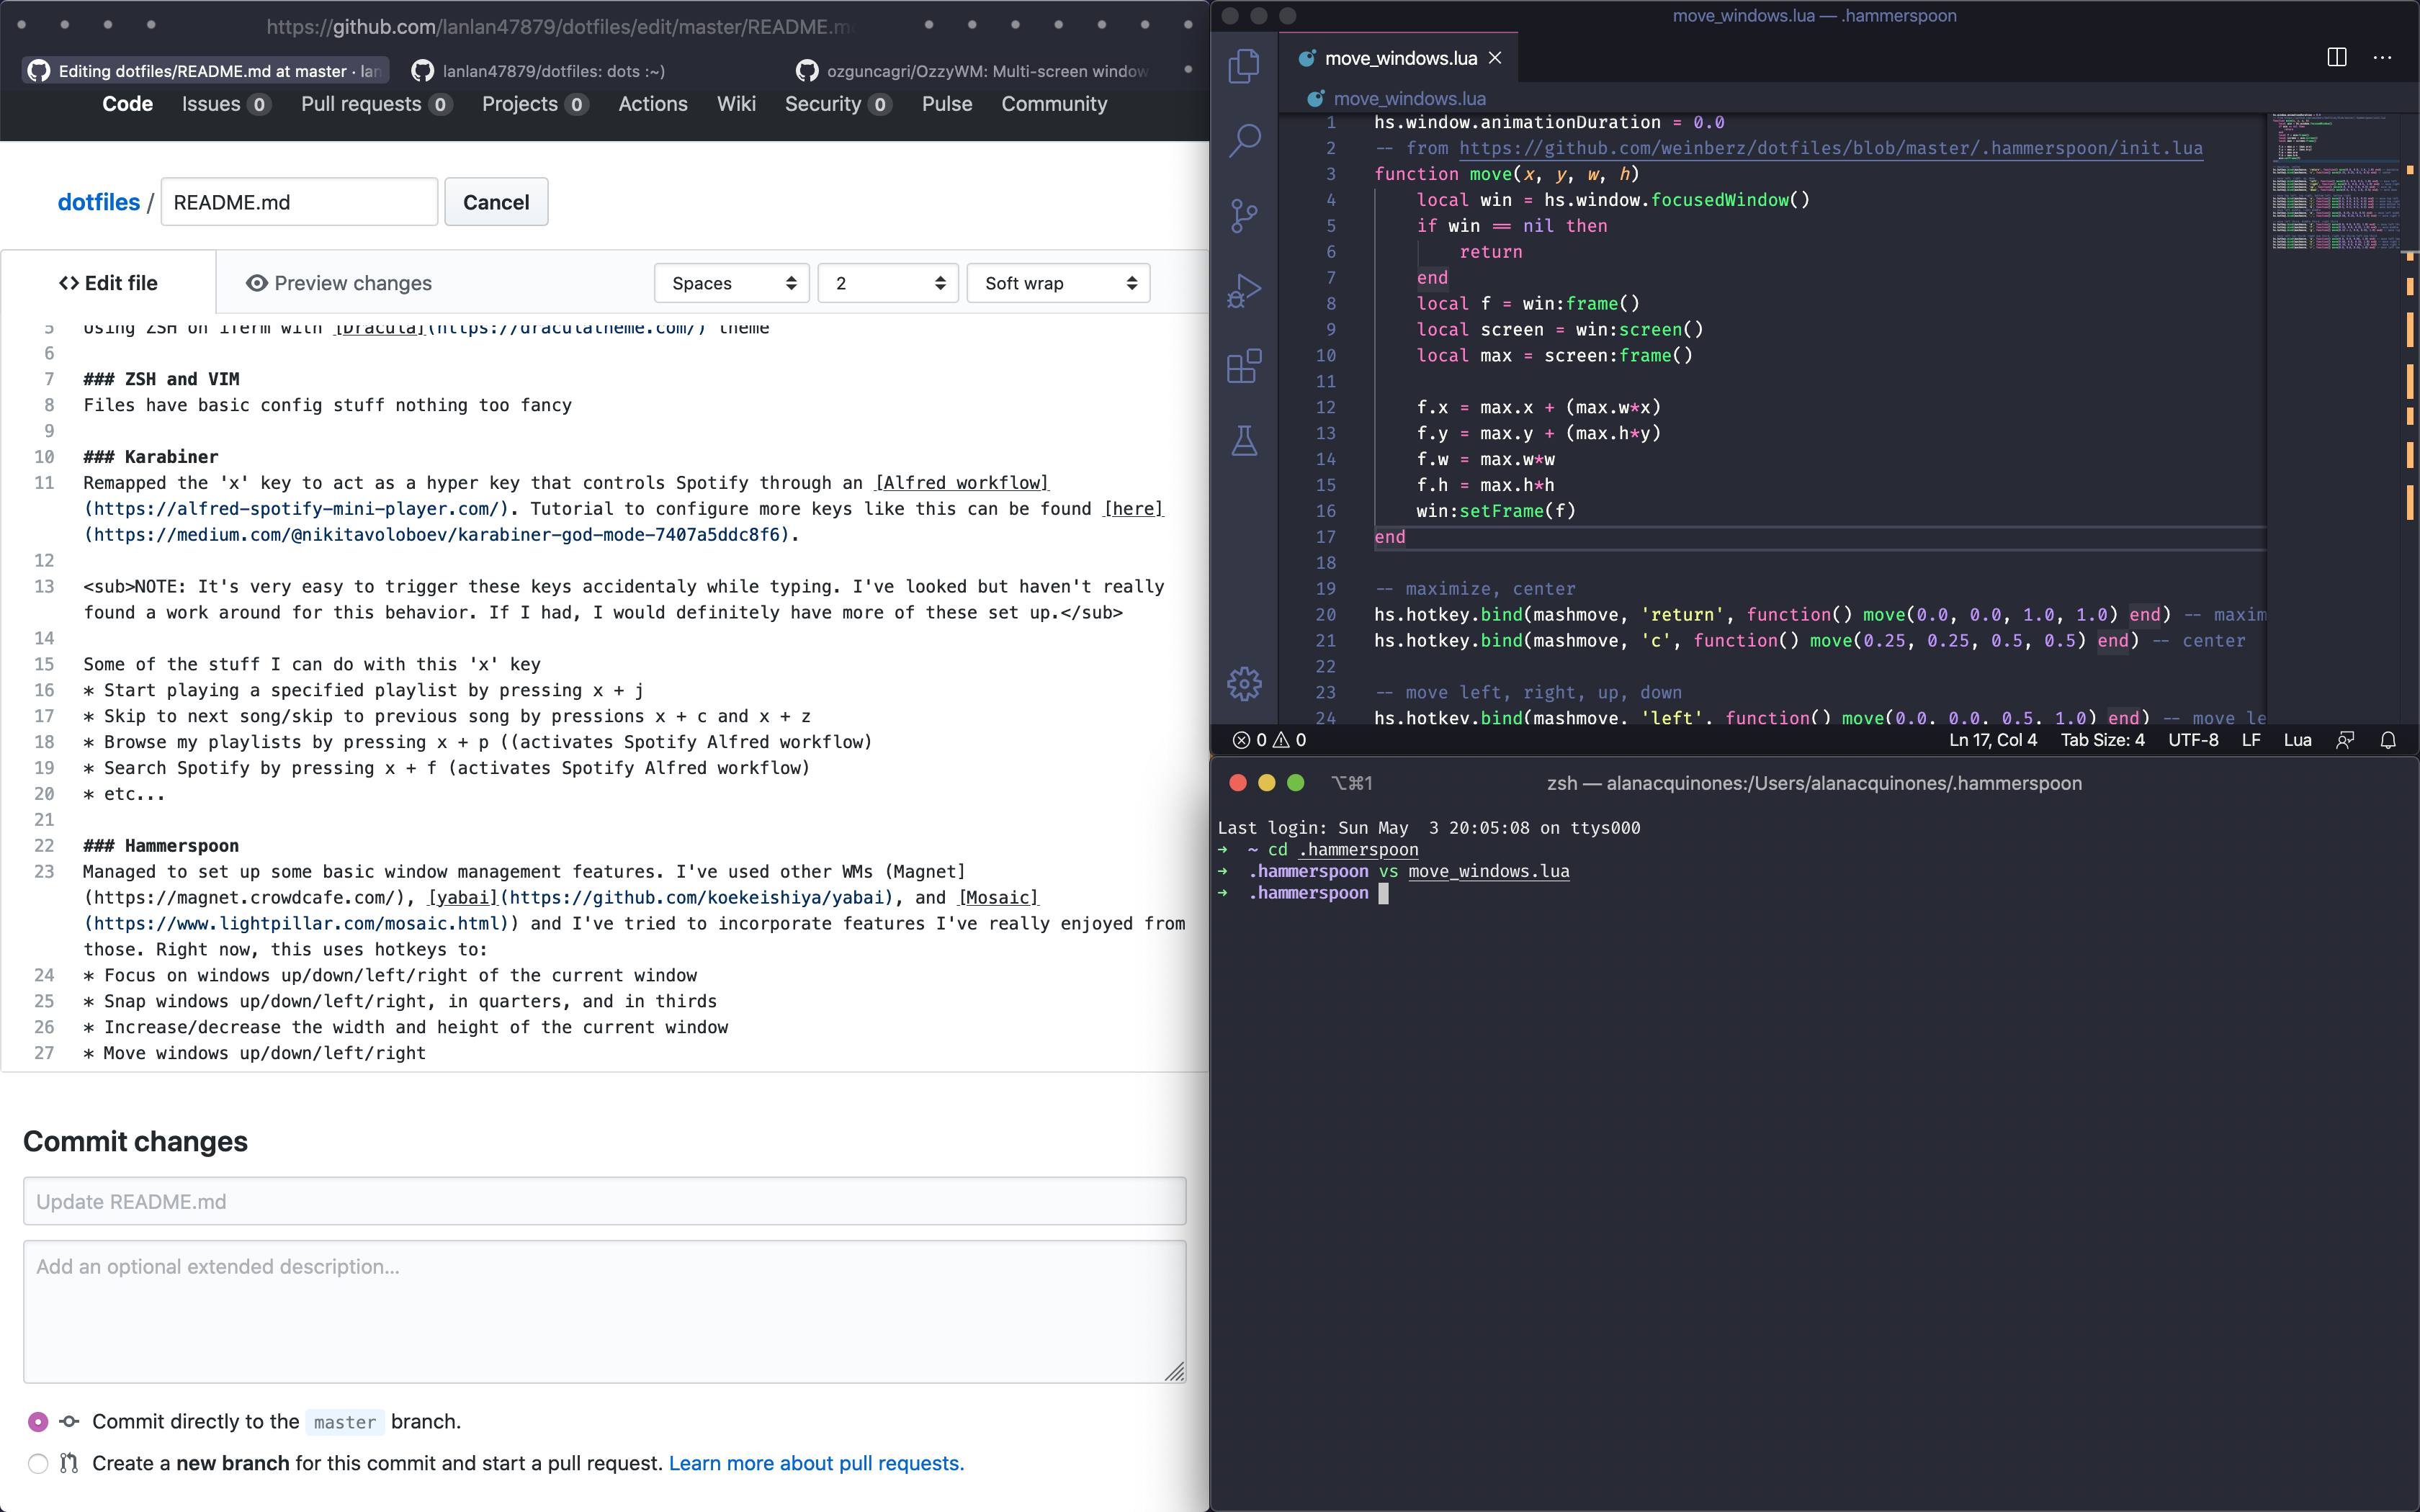 https://github.com/lanlan47879/dotfiles/edit/master/README.m
Editing dotfiles/README.md at master · lan
lanlan47879/dotfiles: dots :~)
ozguncagri/OzzyWM: Multi-screen window
Code Issues 0 Pull requests 0 Projects 0 Actions Wiki Security 0 Pulse Community
dotfiles / README.md Cancel
<> Edit file Preview changes Spaces 2 Soft wrap
5 Using ZSH on iTerm with [Dracula](https://draculatheme.com/) theme
6
7 ### ZSH and VIM
8 Files have basic config stuff nothing too fancy
9
10 ### Karabiner
11 Remapped the 'x' key to act as a hyper key that controls Spotify through an [Alfred workflow]
(https://alfred-spotify-mini-player.com/). Tutorial to configure more keys like this can be found [here]
(https://medium.com/@nikitavoloboev/karabiner-god-mode-7407a5ddc8f6).
12
13 <sub>NOTE: It's very easy to trigger these keys accidentaly while typing. I've looked but haven't really
found a work around for this behavior. If I had, I would definitely have more of these set up.</sub>
14
15 Some of the stuff I can do with this 'x' key
16 * Start playing a specified playlist by pressing x + j
17 * Skip to next song/skip to previous song by pressions x + c and x + z
18 * Browse my playlists by pressing x + p ((activates Spotify Alfred workflow)
19 * Search Spotify by pressing x + f (activates Spotify Alfred workflow)
20 * etc...
21
22 ### Hammerspoon
23 Managed to set up some basic window management features. I've used other WMs (Magnet]
(https://magnet.crowdcafe.com/), [yabai](https://github.com/koekeishiya/yabai), and [Mosaic]
(https://www.lightpillar.com/mosaic.html)) and I've tried to incorporate features I've really enjoyed from
those. Right now, this uses hotkeys to:
24 * Focus on windows up/down/left/right of the current window
25 * Snap windows up/down/left/right, in quarters, and in thirds
26 * Increase/decrease the width and height of the current window
27 * Move windows up/down/left/right
Commit changes
Update README.md
Add an optional extended description...
Commit directly to the master branch.
Create a new branch for this commit and start a pull request. Learn more about pull requests.
move_windows.lua — .hammerspoon
move_windows.lua
move_windows.lua
1 hs.window.animationDuration = 0.0
2 -- from https://github.com/weinberz/dotfiles/blob/master/.hammerspoon/init.lua
3 function move(x, y, w, h)
4 local win = hs.window.focusedWindow()
5 if win == nil then
6 return
7 end
8 local f = win:frame()
9 local screen = win:screen()
10 local max = screen:frame()
11
12 f.x = max.x + (max.w*x)
13 f.y = max.y + (max.h*y)
14 f.w = max.w*w
15 f.h = max.h*h
16 win:setFrame(f)
17 end
18
19 -- maximize, center
20 hs.hotkey.bind(mashmove, 'return', function() move(0.0, 0.0, 1.0, 1.0) end) -- maxim
21 hs.hotkey.bind(mashmove, 'c', function() move(0.25, 0.25, 0.5, 0.5) end) -- center
22
23 -- move left, right, up, down
24 hs.hotkey.bind(mashmove, 'left', function() move(0.0, 0.0, 0.5, 1.0) end) -- move le
0 0 Ln 17, Col 4 Tab Size: 4 UTF-8 LF Lua
⌥⌘1 zsh — alanacquinones:/Users/alanacquinones/.hammerspoon
Last login: Sun May  3 20:05:08 on ttys000
➜ ~ cd .hammerspoon
➜ .hammerspoon vs move_windows.lua
➜ .hammerspoon